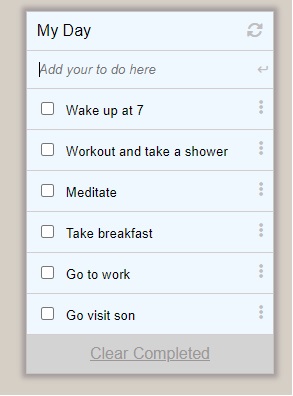 My Day
Add your to do here
Wake up at 7
Workout and take a shower
Meditate
Take breakfast
Go to work
Go visit son
Clear Completed